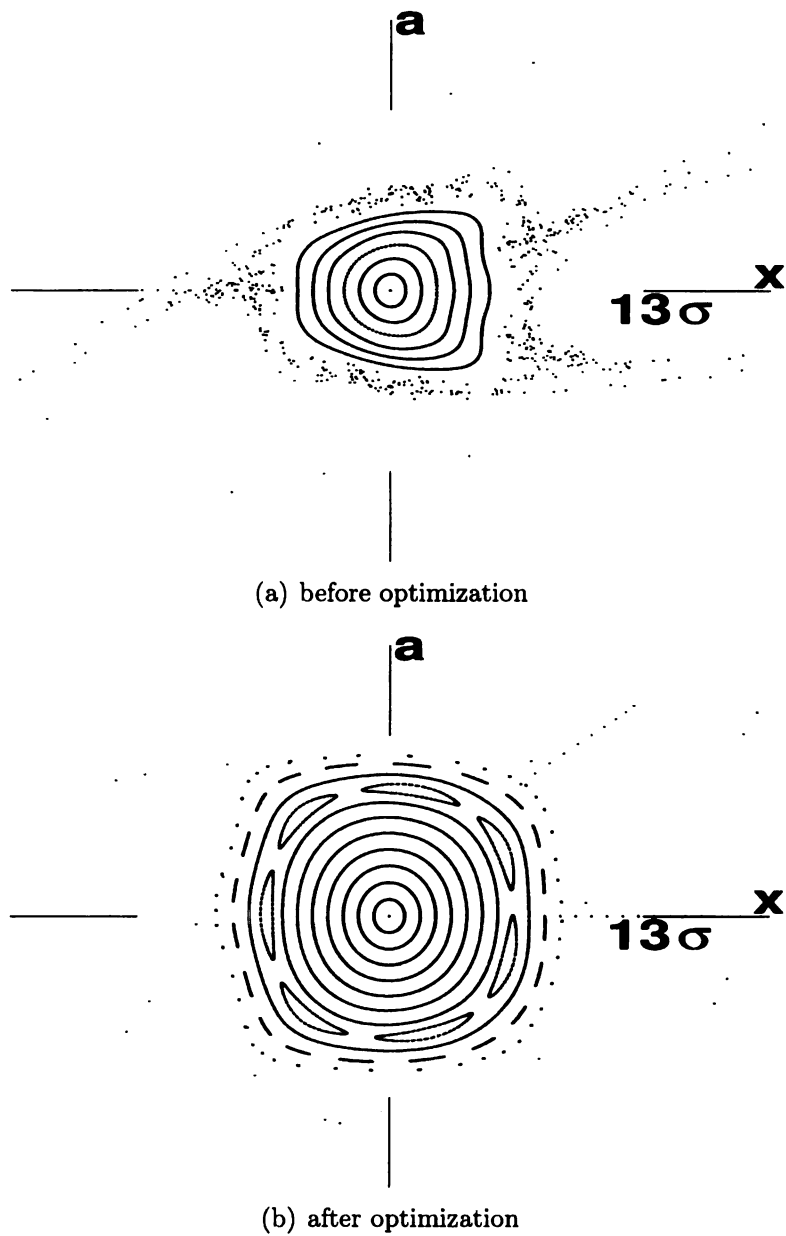 a
x
13σ
(a) before optimization
a
x
13σ
(b) after optimization